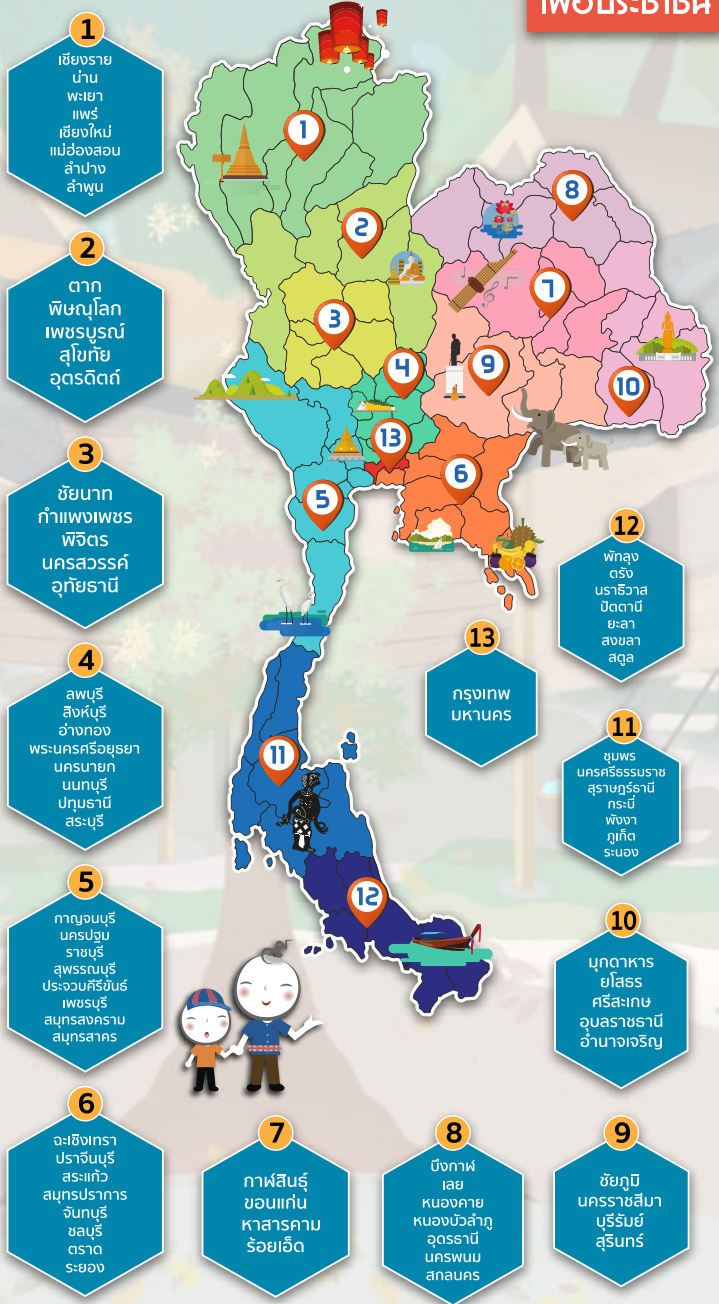 เพื่อประชาชน
1
เชียงราย
น่าน
พะเยา
แพร่
เชียงใหม่
แม่ฮ่องสอน
ลำปาง
ลำพูน
2
ตาก
พิษณุโลก
เพชรบูรณ์
สุโขทัย
อุตรดิตถ์
3
ชัยนาท
กำแพงเพชร
พิจิตร
นครสวรรค์
อุทัยธานี
4
ลพบุรี
สิงห์บุรี
อ่างทอง
พระนครศรีอยุธยา
นครนายก
นนทบุรี
ปทุมธานี
สระบุรี
5
กาญจนบุรี
นครปฐม
ราชบุรี
สุพรรณบุรี
ประจวบคีรีขันธ์
เพชรบุรี
สมุทรสงคราม
สมุทรสาคร
6
ฉะเชิงเทรา
ปราจีนบุรี
สระแก้ว
สมุทรปราการ
จันทบุรี
ชลบุรี
ตราด
ระยอง
1
2
3
4
5
6
7
8
9
10
11
12
13
12
พัทลุง
ตรัง
นราธิวาส
ปัตตานี
ยะลา
สงขลา
สตูล
13
กรุงเทพ
มหานคร
11
ชุมพร
นครศรีธรรมราช
สุราษฎร์ธานี
กระบี่
พังงา
ภูเก็ต
ระนอง
10
มุกดาหาร
ยโสธร
ศรีสะเกษ
อุบลราชธานี
อำนาจเจริญ
7
กาฬสินธุ์
ขอนแก่น
หาสารคาม
ร้อยเอ็ด
8
บึงกาฬ
เลย
หนองคาย
หนองบัวลำภู
อุดรธานี
นครพนม
สกลนคร
9
ชัยภูมิ
นครราชสีมา
บุรีรัมย์
สุรินทร์